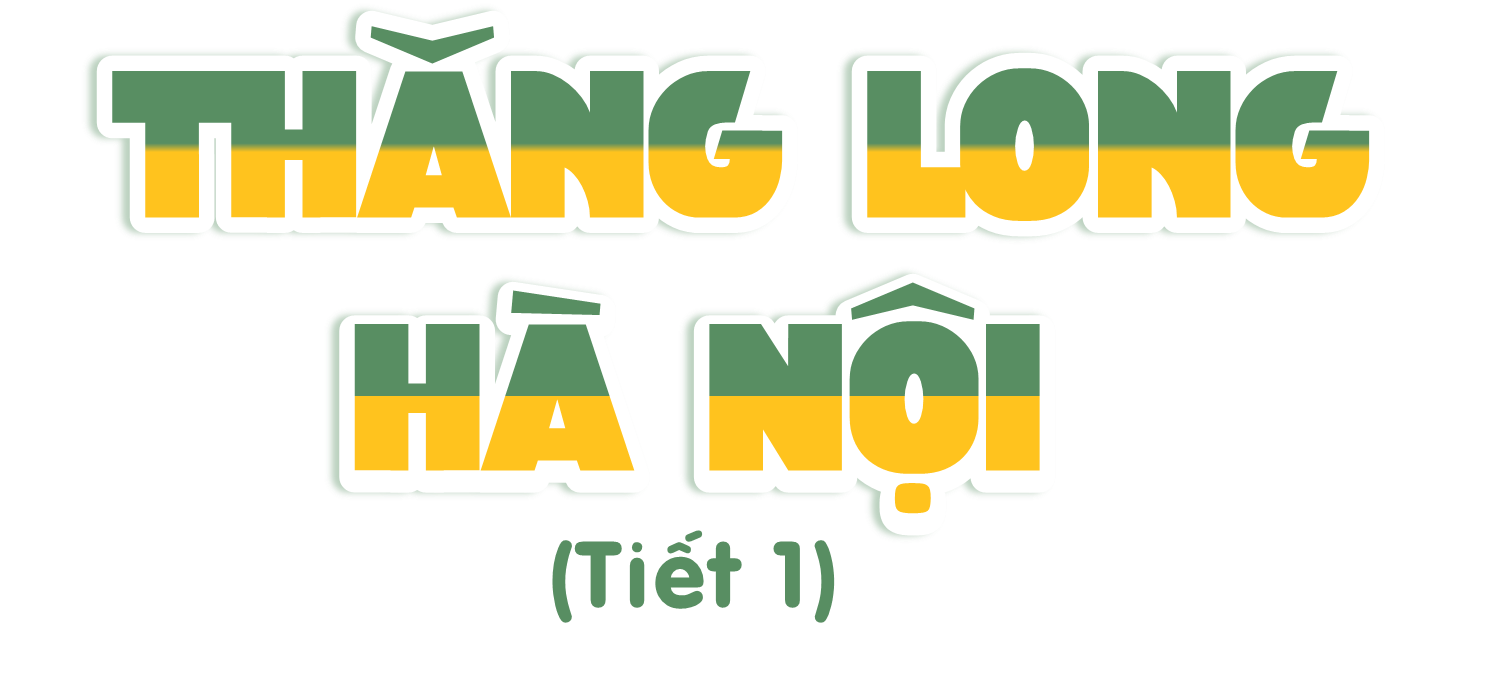 THĂNG LONG
HÀ NỘI
(Tiết 1)